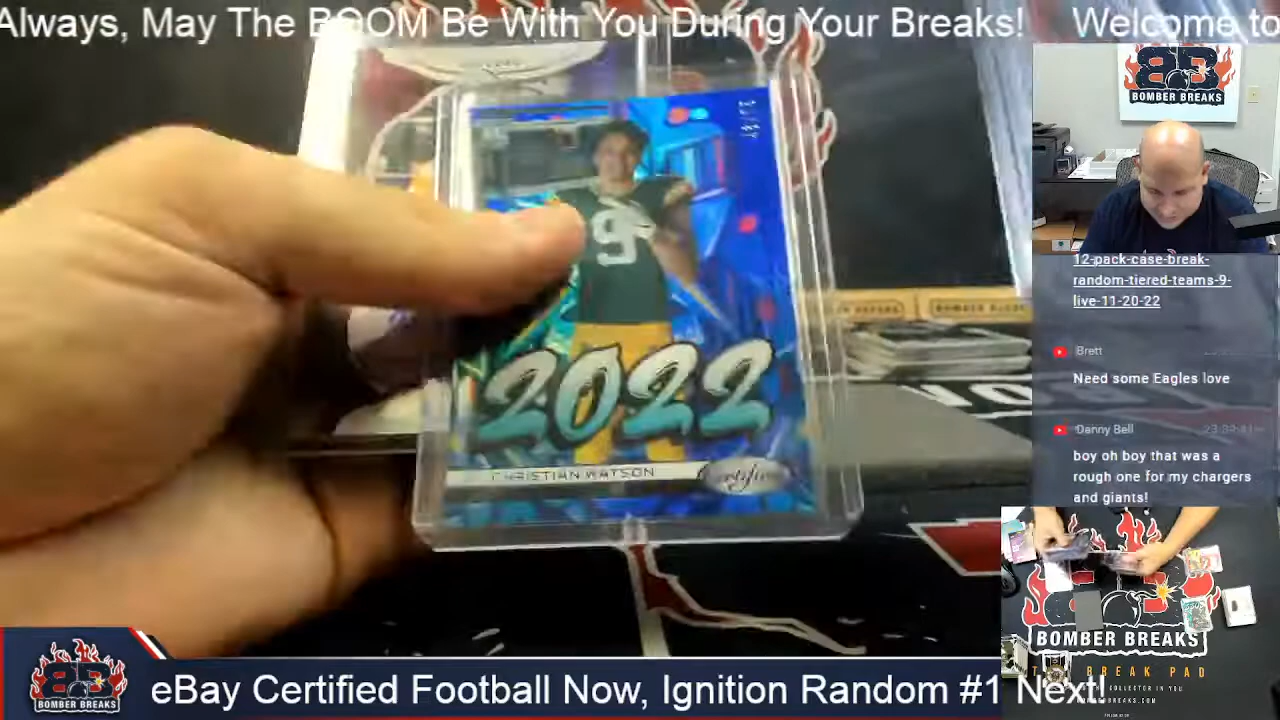 Always, May The BOOM Be With You During Your Breaks! Welcome to
BOMBER BREAKS
12-pack-case-break-
random-tiered-teams-9-
live-11-20-22
Brett
Need some Eagles love
Danny Bell
boy oh boy that was a
rough one for my chargers
and giants!
9
2022
CHRISTIAN WATSON
Certified
BOMBER BREAKS
BREAK PAD
BOMBER BREAKS
eBay Certified Football Now, Ignition Random #1 Next!